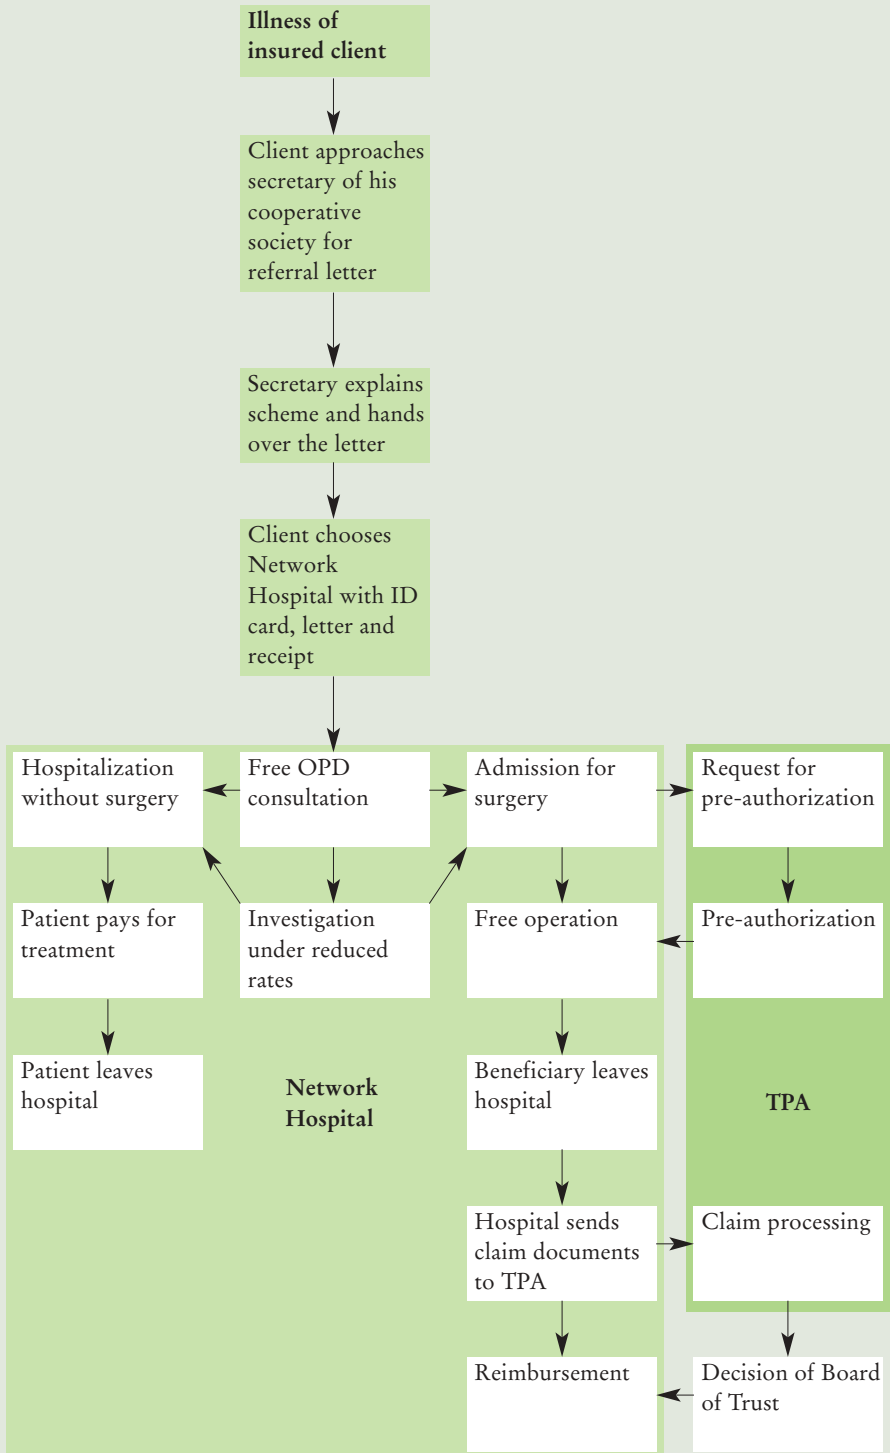 Illness of
insured client
Client approaches
secretary of his
cooperative
society for
referral letter
Secretary explains
scheme and hands
over the letter
Client chooses
Network
Hospital with ID
card, letter and
receipt
Hospitalization
without surgery
Free OPD
consultation
Admission for
surgery
Request for
pre-authorization
Patient pays for
treatment
Investigation
under reduced
rates
Free operation
Pre-authorization
Patient leaves
hospital
Network
Hospital
Beneficiary leaves
hospital
TPA
Hospital sends
claim documents
to TPA
Claim processing
Reimbursement
Decision of Board
of Trust